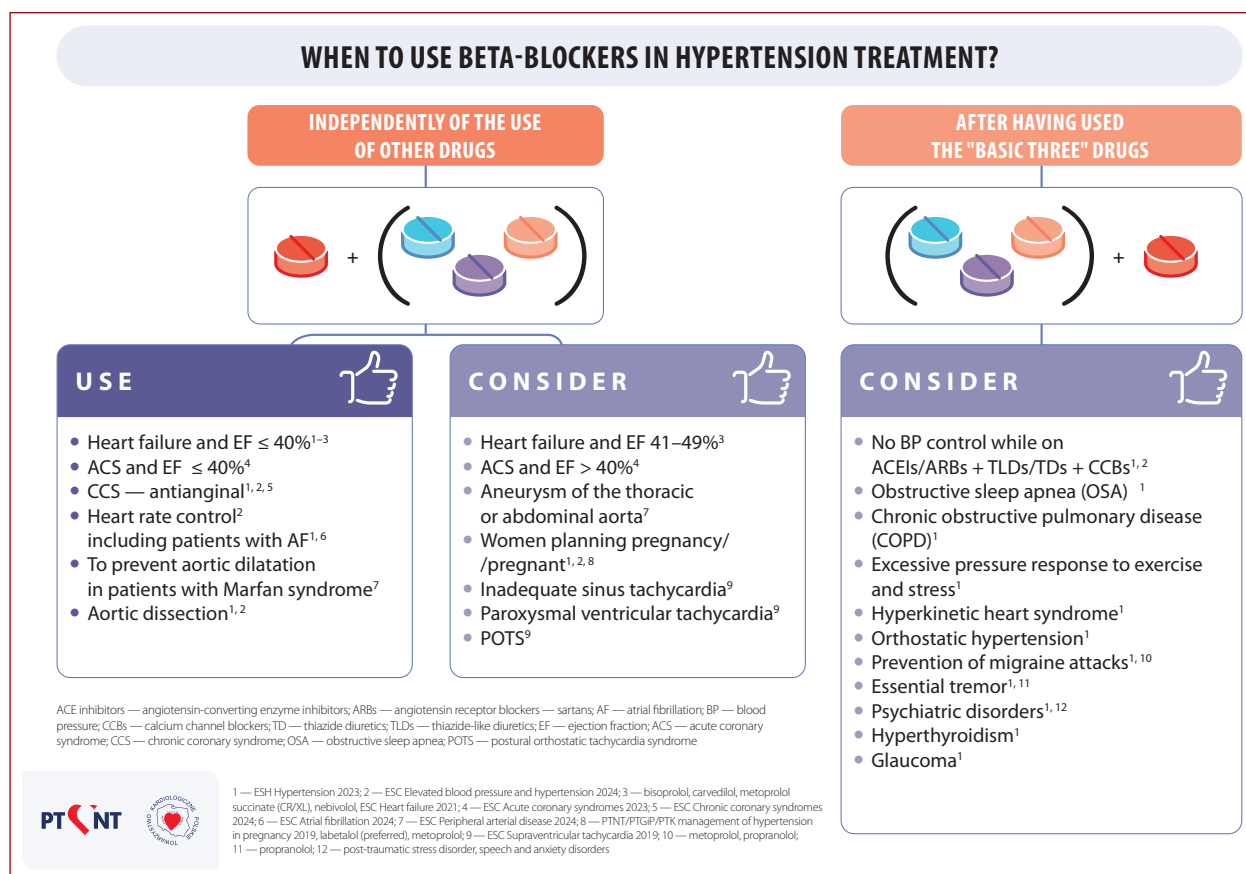 WHEN TO USE BETA-BLOCKERS IN HYPERTENSION TREATMENT?
INDEPENDENTLY OF THE USE
OF OTHER DRUGS
+
USE
• Heart failure and EF ≤ 40%1–3
• ACS and EF ≤ 40%4
• CCS — antianginal1, 2, 5
• Heart rate control2
including patients with AF1, 6
• To prevent aortic dilatation
in patients with Marfan syndrome7
• Aortic dissection1, 2
CONSIDER
• Heart failure and EF 41–49%3
• ACS and EF > 40%4
• Aneurysm of the thoracic
or abdominal aorta7
• Women planning pregnancy/
/pregnant1, 2, 8
• Inadequate sinus tachycardia9
• Paroxysmal ventricular tachycardia9
• POTS9
AFTER HAVING USED
THE "BASIC THREE" DRUGS
+
CONSIDER
• No BP control while on
ACEIs/ARBs + TLDs/TDs + CCBs1, 2
• Obstructive sleep apnea (OSA) 1
• Chronic obstructive pulmonary disease
(COPD)1
• Excessive pressure response to exercise
and stress1
• Hyperkinetic heart syndrome1
• Orthostatic hypertension1
• Prevention of migraine attacks1, 10
• Essential tremor1, 11
• Psychiatric disorders1, 12
• Hyperthyroidism1
• Glaucoma1
ACE inhibitors — angiotensin-converting enzyme inhibitors; ARBs — angiotensin receptor blockers — sartans; AF — atrial fibrillation; BP — blood
pressure; CCBs — calcium channel blockers; TD — thiazide diuretics; TLDs — thiazide-like diuretics; EF — ejection fraction; ACS — acute coronary
syndrome; CCS — chronic coronary syndrome; OSA — obstructive sleep apnea; POTS — postural orthostatic tachycardia syndrome
PT NT
POLSKIE TOWARZYSTWO KARDIOLOGICZNE
1 — ESH Hypertension 2023; 2 — ESC Elevated blood pressure and hypertension 2024; 3 — bisoprolol, carvedilol, metoprolol
succinate (CR/XL), nebivolol, ESC Heart failure 2021; 4 — ESC Acute coronary syndromes 2023; 5 — ESC Chronic coronary syndromes
2024; 6 — ESC Atrial fibrillation 2024; 7 — ESC Peripheral arterial disease 2024; 8 — PTNT/PTGiP/PTK management of hypertension
in pregnancy 2019, labetalol (preferred), metoprolol; 9 — ESC Supraventricular tachycardia 2019; 10 — metoprolol, propranolol;
11 — propranolol; 12 — post-traumatic stress disorder, speech and anxiety disorders